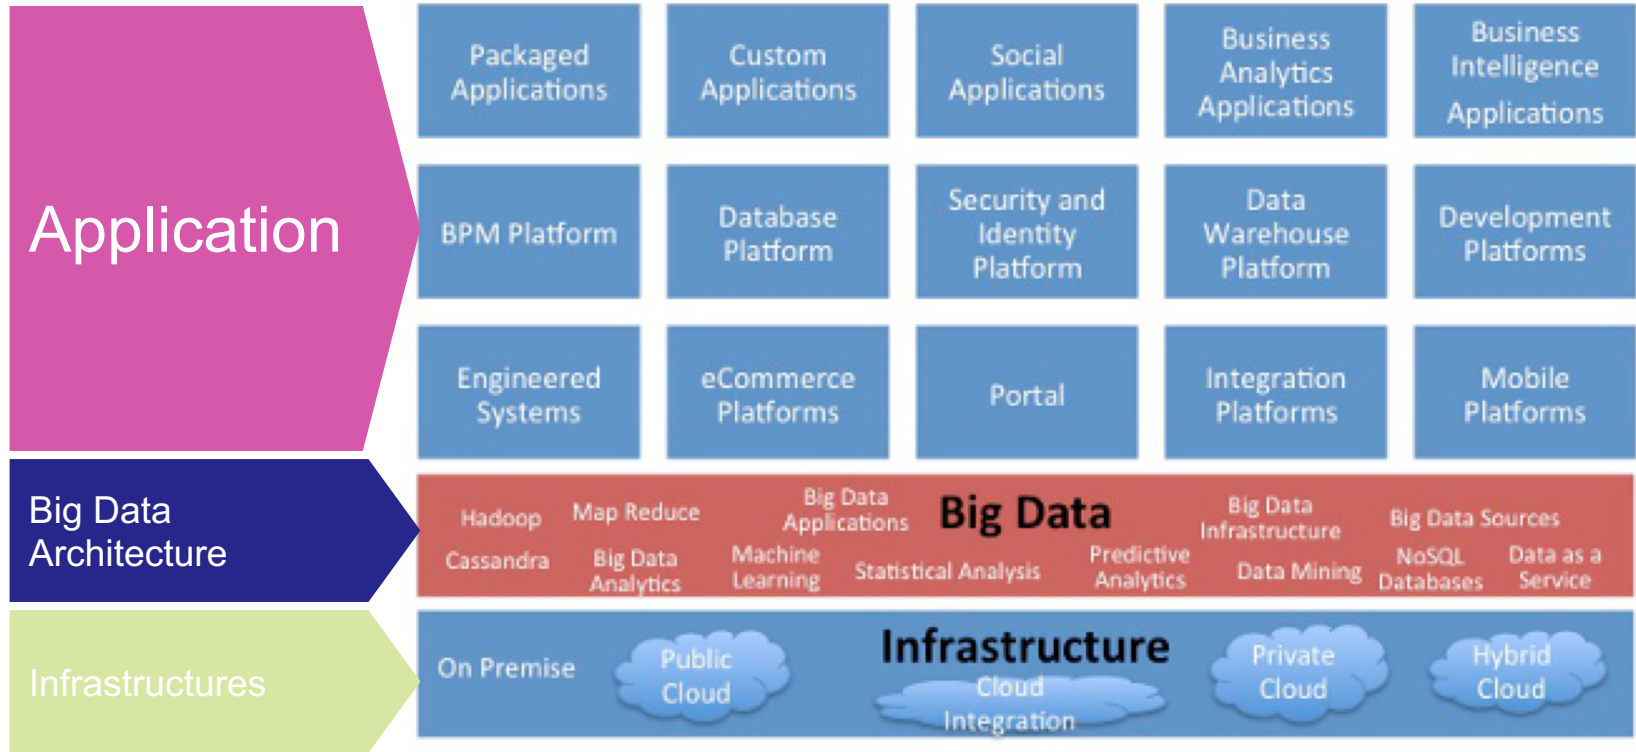 Application
Packaged
Applications
Custom
Applications
Social
Applications
Business
Analytics
Applications
Business
Intelligence
Applications
BPM Platform
Database
Platform
Security and
Identity
Platform
Data
Warehouse
Platform
Development
Platforms
Engineered
Systems
eCommerce
Platforms
Portal
Integration
Platforms
Mobile
Platforms
Big Data
Architecture
Hadoop
Map Reduce
Big Data
Applications
Big Data
Big Data
Infrastructure
Big Data Sources
Cassandra
Big Data
Analytics
Machine
Learning
Statistical Analysis
Predictive
Analytics
Data Mining
NoSQL
Databases
Data as a
Service
Infrastructures
On Premise
Public
Cloud
Infrastructure
Cloud
Integration
Private
Cloud
Hybrid
Cloud